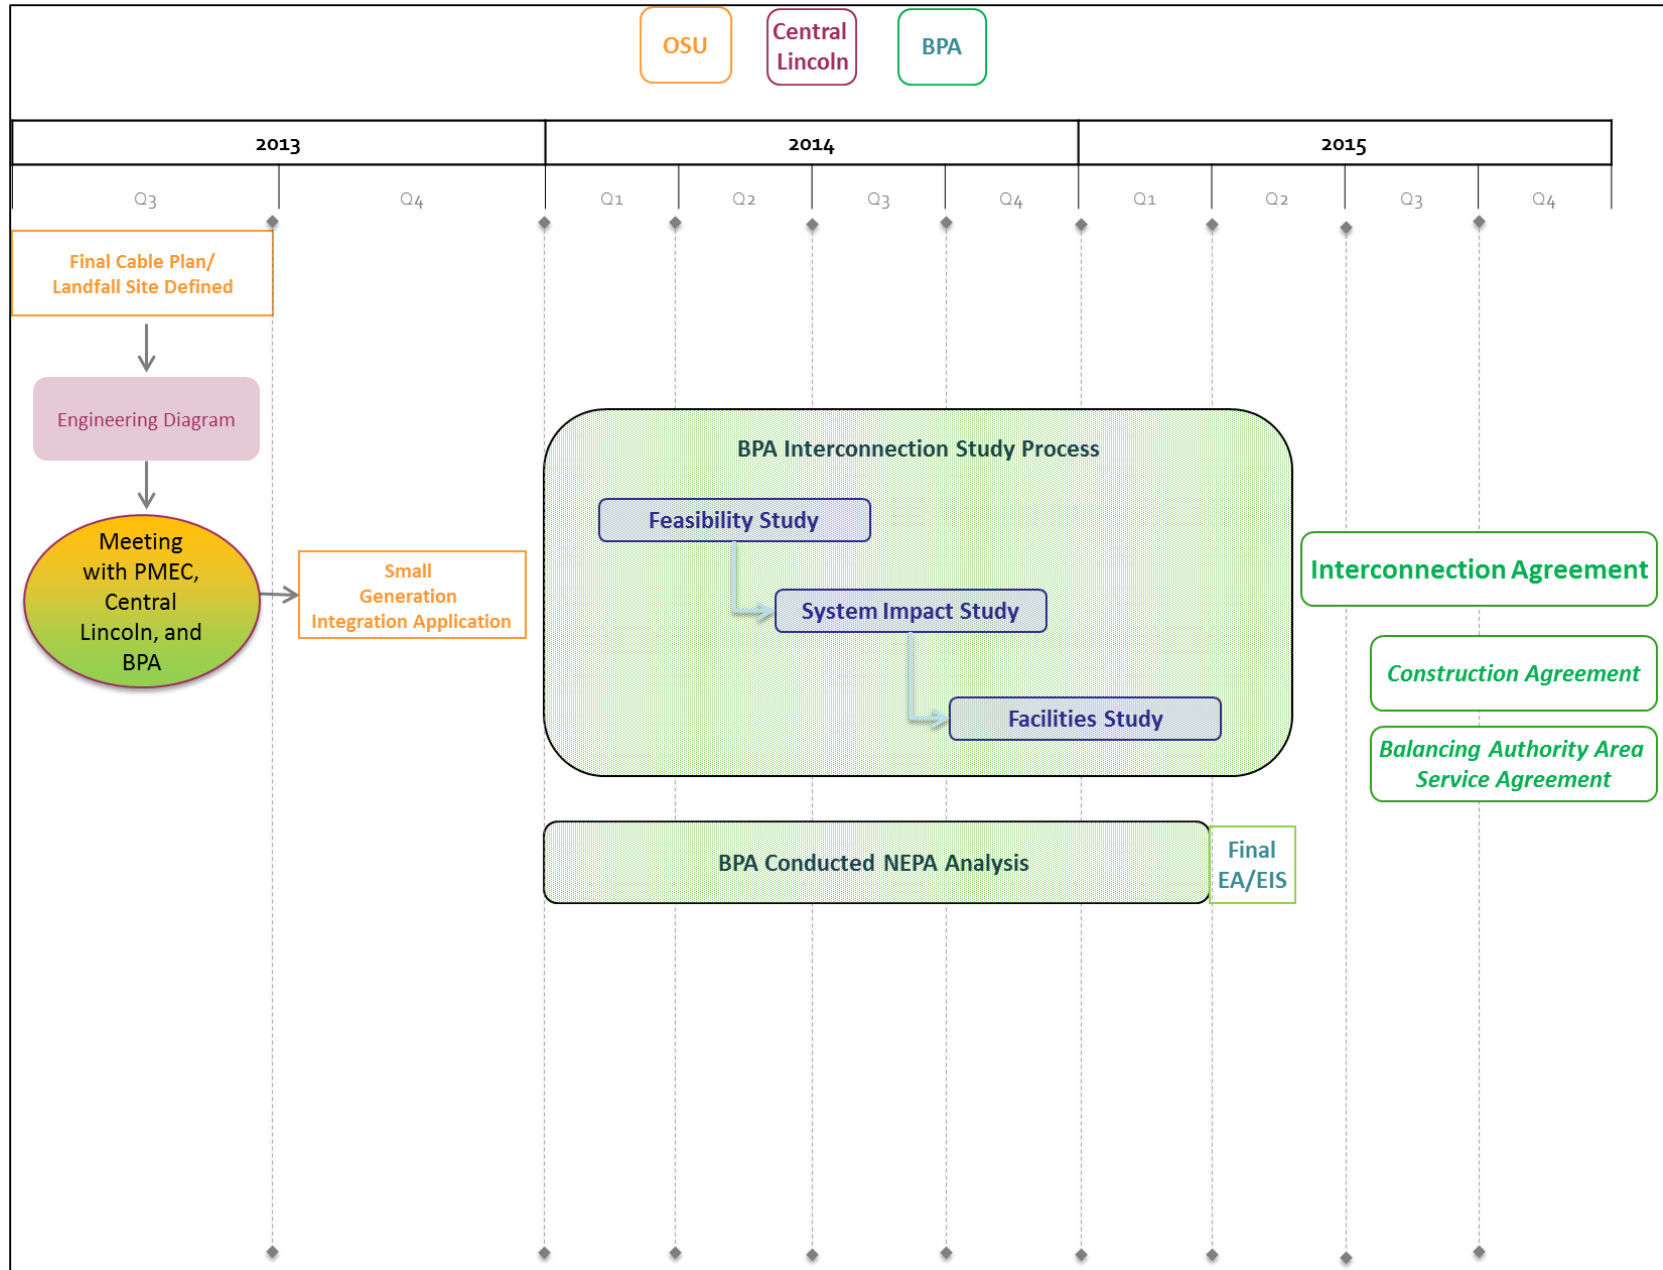 OSU
Central
Lincoln
BPA
2013
2014
2015
Q3
Q4
Q1
Q2
Q3
Q4
Q1
Q2
Q3
Q4
Final Cable Plan/
Landfall Site Defined
Engineering Diagram
Meeting
with PMEC,
Central
Lincoln, and
BPA
Small
Generation
Integration Application
BPA Interconnection Study Process
Feasibility Study
System Impact Study
Facilities Study
Interconnection Agreement
Construction Agreement
Balancing Authority Area
Service Agreement
BPA Conducted NEPA Analysis
Final
EA/EIS